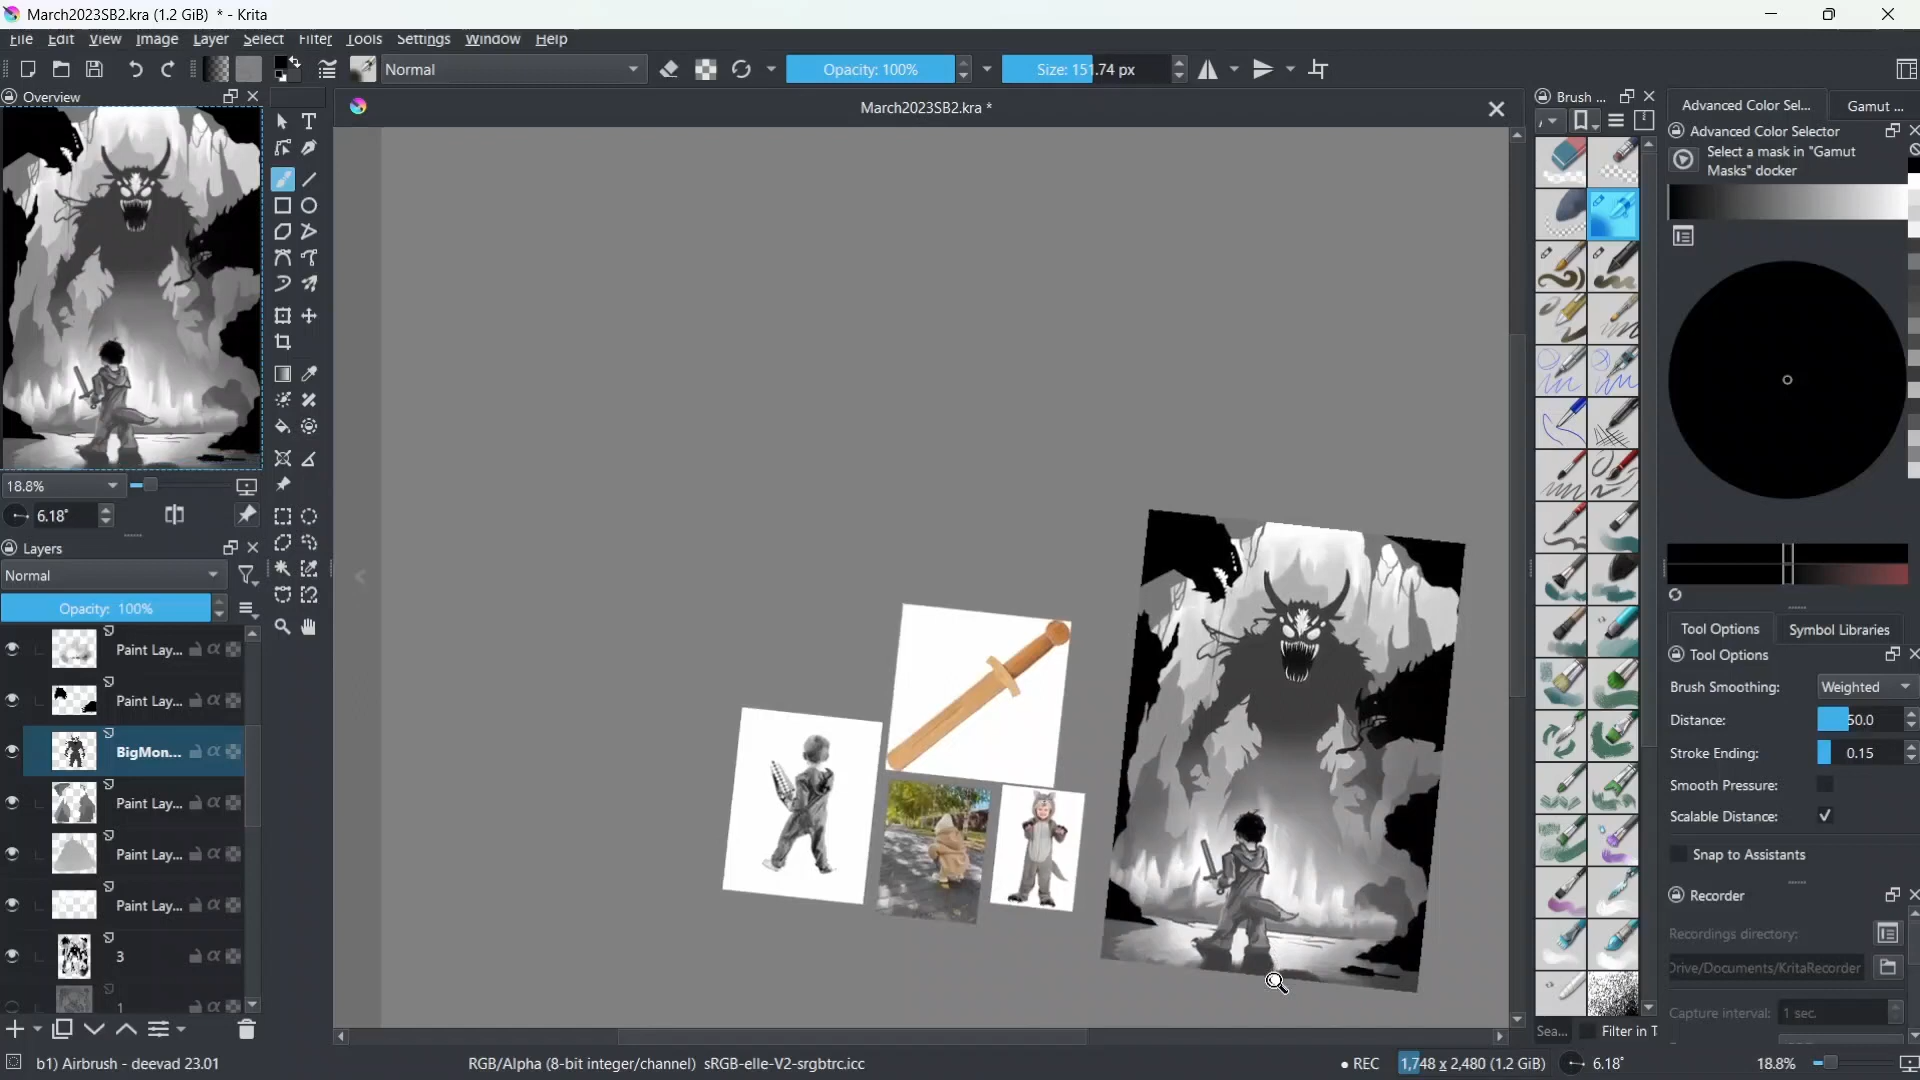 March2023SB2.kra (1.2 GiB) * - Krita
File Edit View Image Layer Select Filter Tools Settings Window Help
Normal
Opacity: 100%
Size: 151.74 px
Overview
March2023SB2.kra *
Brush ...
Advanced Color Sel...
Gamut ...
Advanced Color Selector
Select a mask in "Gamut
Masks" docker
18.8%
6.18°
Layers
Normal
Opacity: 100%
Paint Lay...
Paint Lay...
BigMon...
Paint Lay...
Paint Lay...
Paint Lay...
3
1
Tool Options
Symbol Libraries
Tool Options
Brush Smoothing:
Weighted
Distance:
50.0
Stroke Ending:
0.15
Smooth Pressure:
Scalable Distance:
Snap to Assistants
Recorder
Recordings directory:
Drive/Documents/KritaRecorder
Capture interval:
1 sec.
Sea...
Filter in T
b1) Airbrush - deevad 23.01
RGB/Alpha (8-bit integer/channel) sRGB-elle-V2-srgbtrc.icc
REC
1,748 x 2,480 (1.2 GiB)
6.18°
18.8%